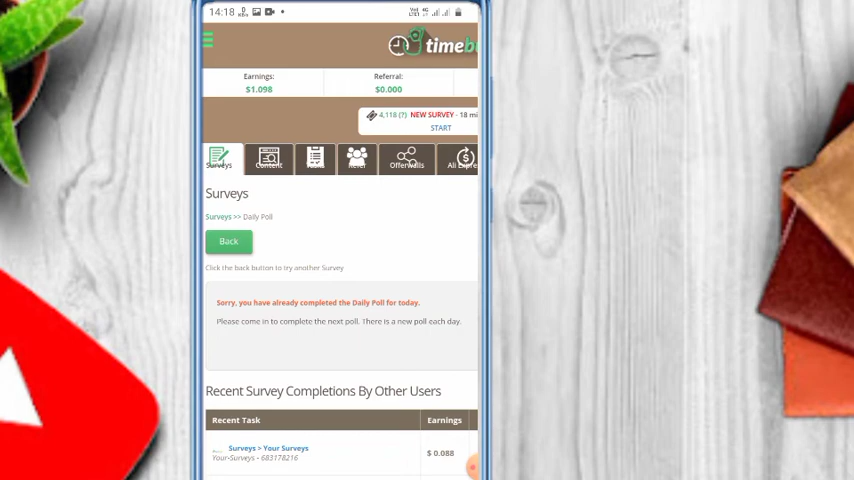 14:18
timeb
Earnings:
$1.098
Referral:
$0.000
4,118 (?) NEW SURVEY - 18 mi
START
Surveys
Content
Offerwalls
All Expre
Surveys
Surveys >> Daily Poll
Back
Click the back button to try another Survey
Sorry, you have already completed the Daily Poll for today.
Please come in to complete the next poll. There is a new poll each day.
Recent Survey Completions By Other Users
Recent Task Earnings
Surveys > Your Surveys
Your-Surveys - 683178216
$ 0.088